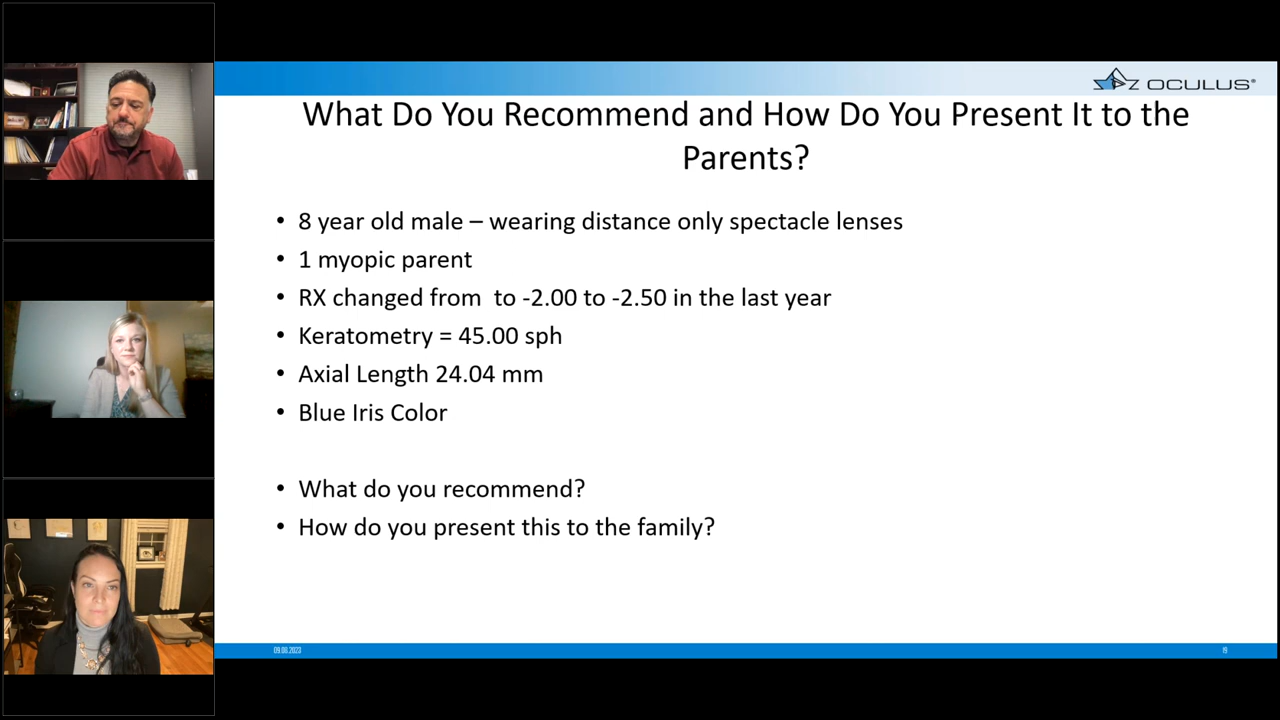 OCULUS®
What Do You Recommend and How Do You Present It to the
Parents?
• 8 year old male – wearing distance only spectacle lenses
• 1 myopic parent
• RX changed from  to -2.00 to -2.50 in the last year
• Keratometry = 45.00 sph
• Axial Length 24.04 mm
• Blue Iris Color
• What do you recommend?
• How do you present this to the family?
09.06.2023
19